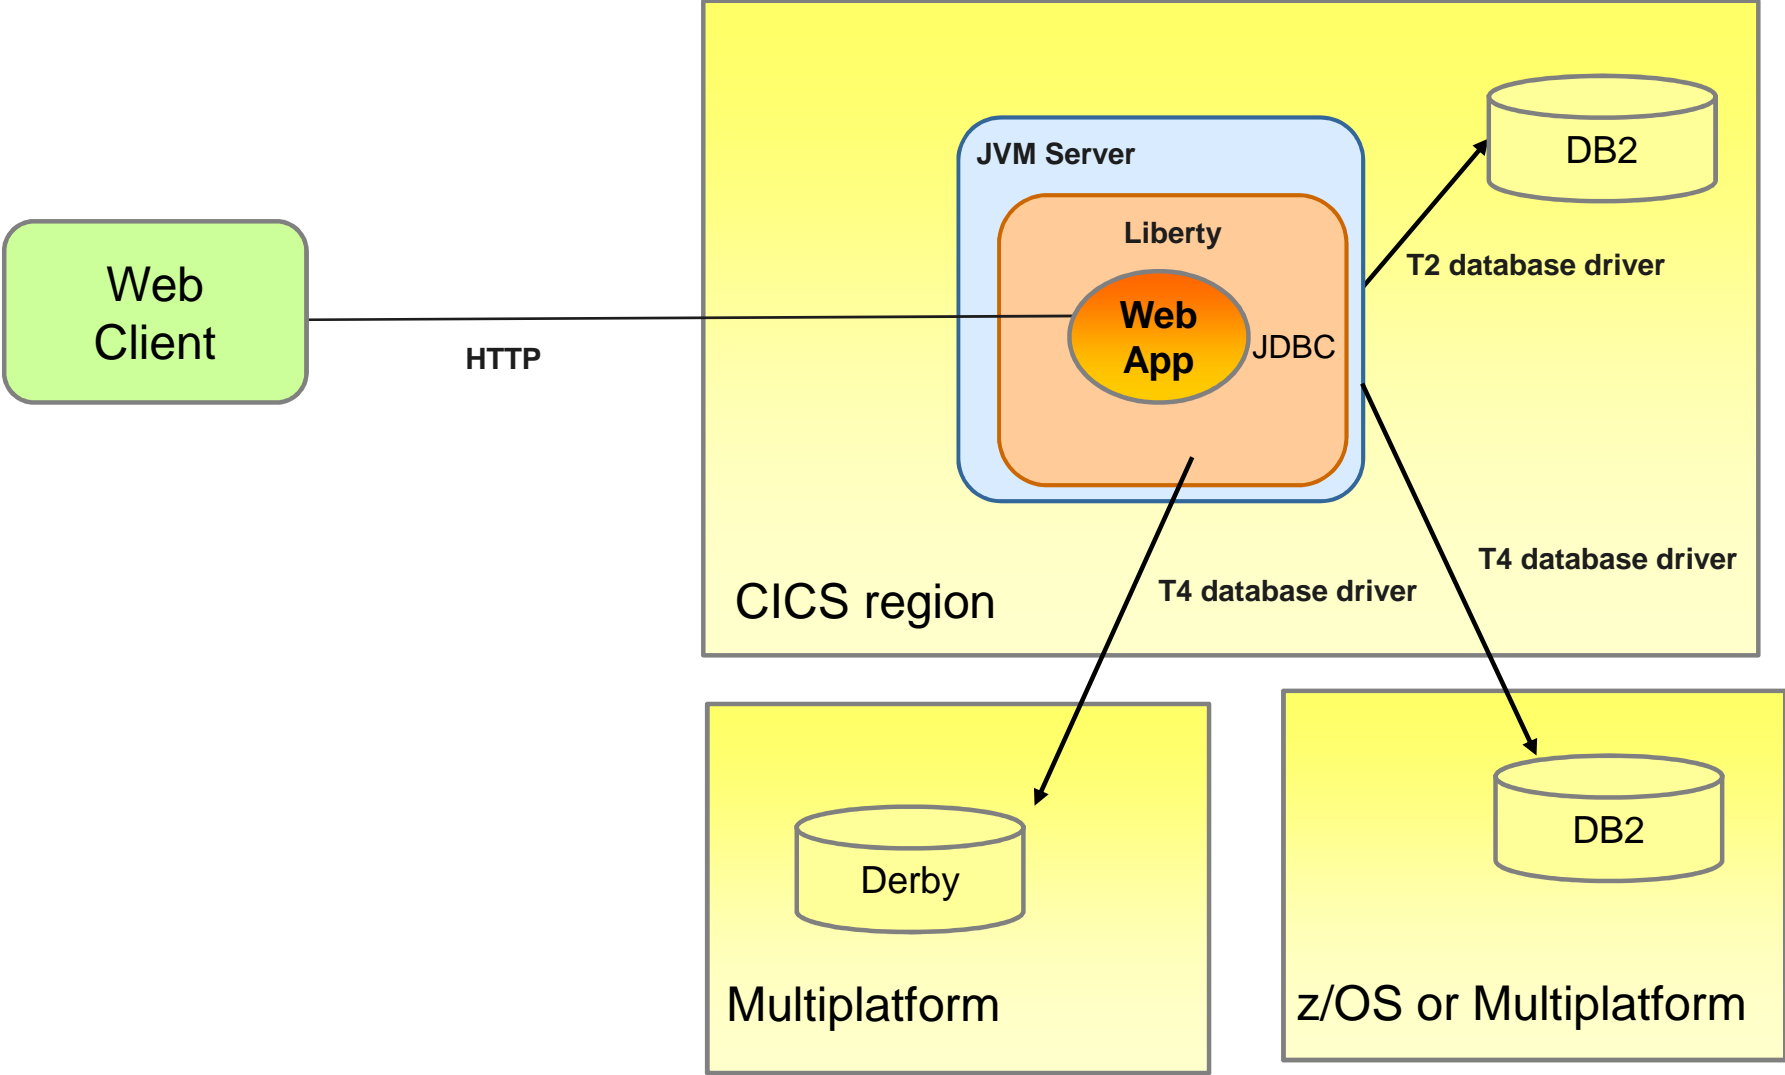 JVM Server
DB2
Liberty
T2 database driver
Web
Client
HTTP
Web
App
JDBC
CICS region
T4 database driver
T4 database driver
Derby
Multiplatform
DB2
z/OS or Multiplatform